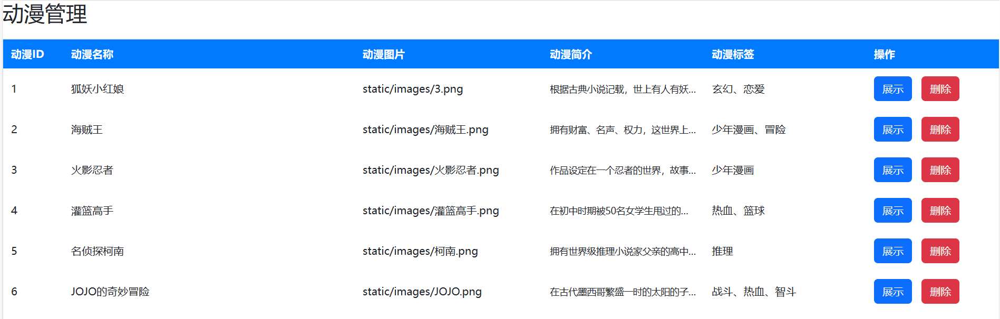 动漫管理
动漫ID 动漫名称 动漫图片 动漫简介 动漫标签 操作
1 狐妖小红娘 static/images/3.png 根据古典小说记载，世上有人有妖... 玄幻、恋爱 展示 删除
2 海贼王 static/images/海贼王.png 拥有财富、名声、权力，这世界上... 少年漫画、冒险 展示 删除
3 火影忍者 static/images/火影忍者.png 作品设定在一个忍者的世界，故事... 少年漫画 展示 删除
4 灌篮高手 static/images/灌篮高手.png 在初中时期被50名女学生甩过的... 热血、篮球 展示 删除
5 名侦探柯南 static/images/柯南.png 拥有世界级推理小说家父亲的高中... 推理 展示 删除
6 JOJO的奇妙冒险 static/images/JOJO.png 在古代墨西哥繁盛一时的太阳的子... 战斗、热血、智斗 展示 删除